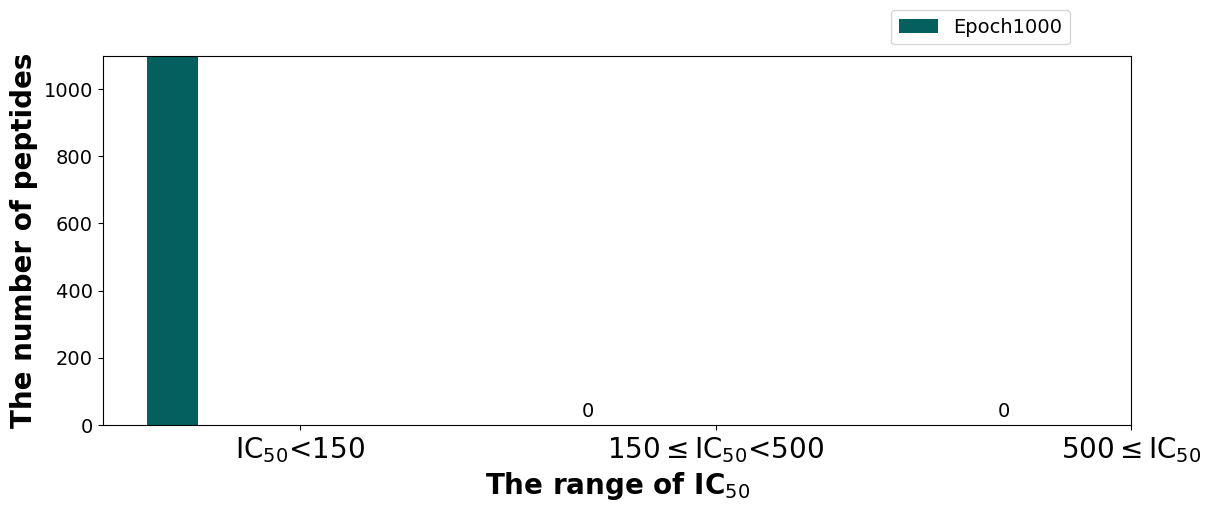 Epoch1000
The number of peptides
1000
800
600
400
200
0
0
0
IC₅₀<150
150≤IC₅₀<500
500≤IC₅₀
The range of IC₅₀